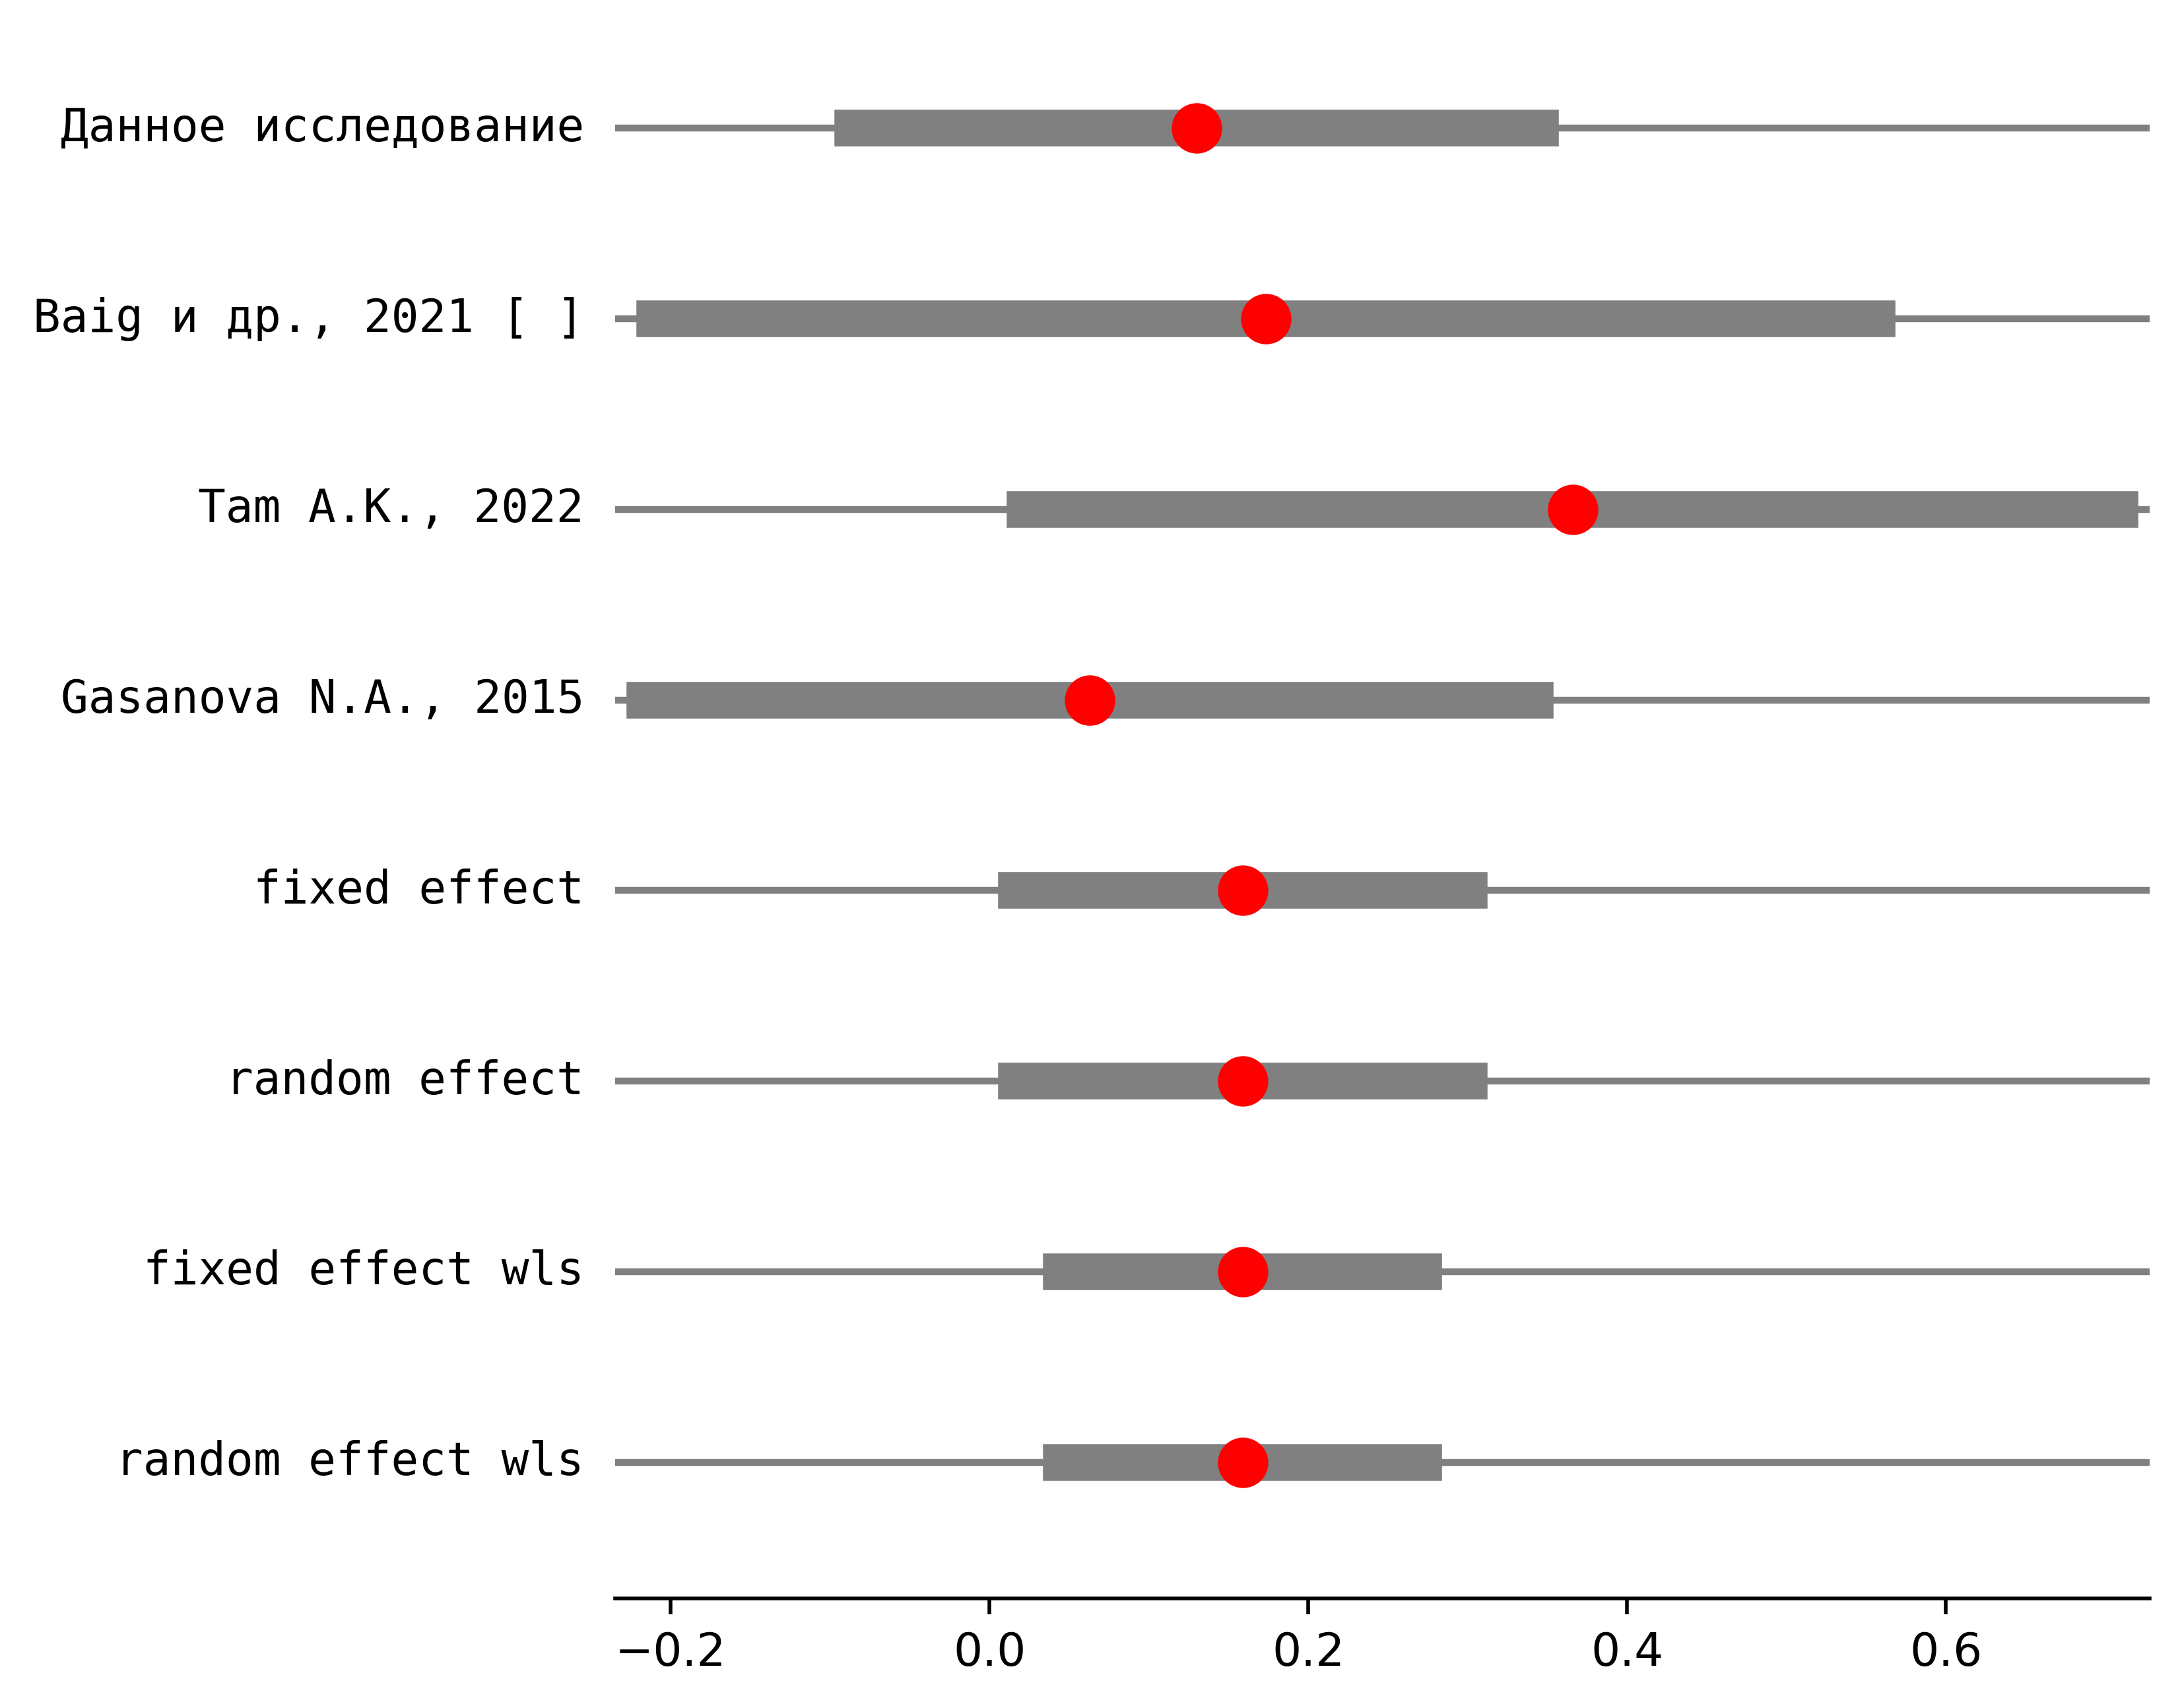 Данное исследование
Baig и др., 2021 [ ]
Tam A.K., 2022
Gasanova N.A., 2015
fixed effect
random effect
fixed effect wls
random effect wls
−0.2 0.0 0.2 0.4 0.6